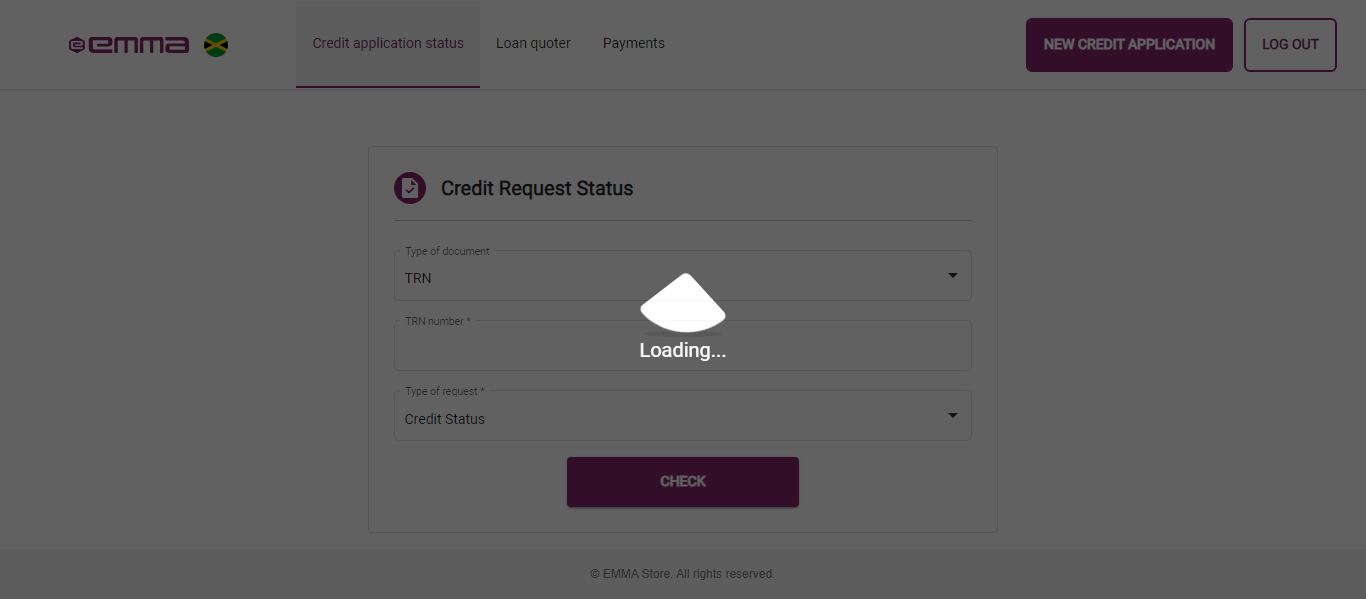 emma
Credit application status
Loan quoter
Payments
NEW CREDIT APPLICATION
LOG OUT
Credit Request Status
Type of document
TRN
TRN number *
Loading...
Type of request *
Credit Status
CHECK
© EMMA Store. All rights reserved.